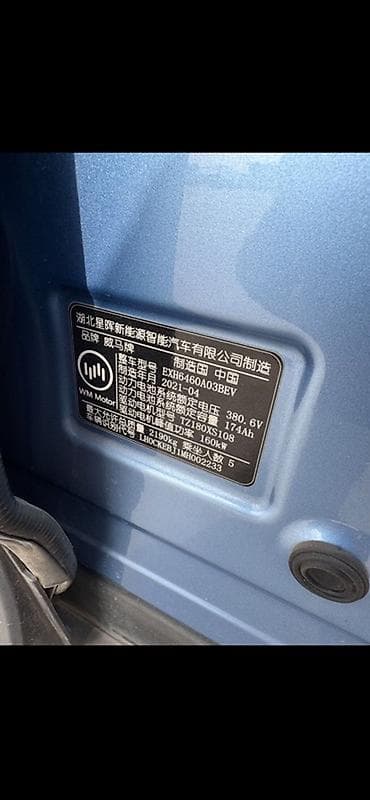 湖北星晖新能源智能汽车有限公司制造
品牌 威马牌 制造国 中国
整车型号 EXH6460A03BEV
制造年月 2021-04
动力电池系统额定电压 380.6V
动力电池系统额定容量 174Ah
驱动电机型号 TZ180XS108
驱动电机峰值功率 160kW
最大允许总质量 2190kg 乘坐人数 5
车辆识别代号 LH0CKEBJ1MH002233
WM Motor